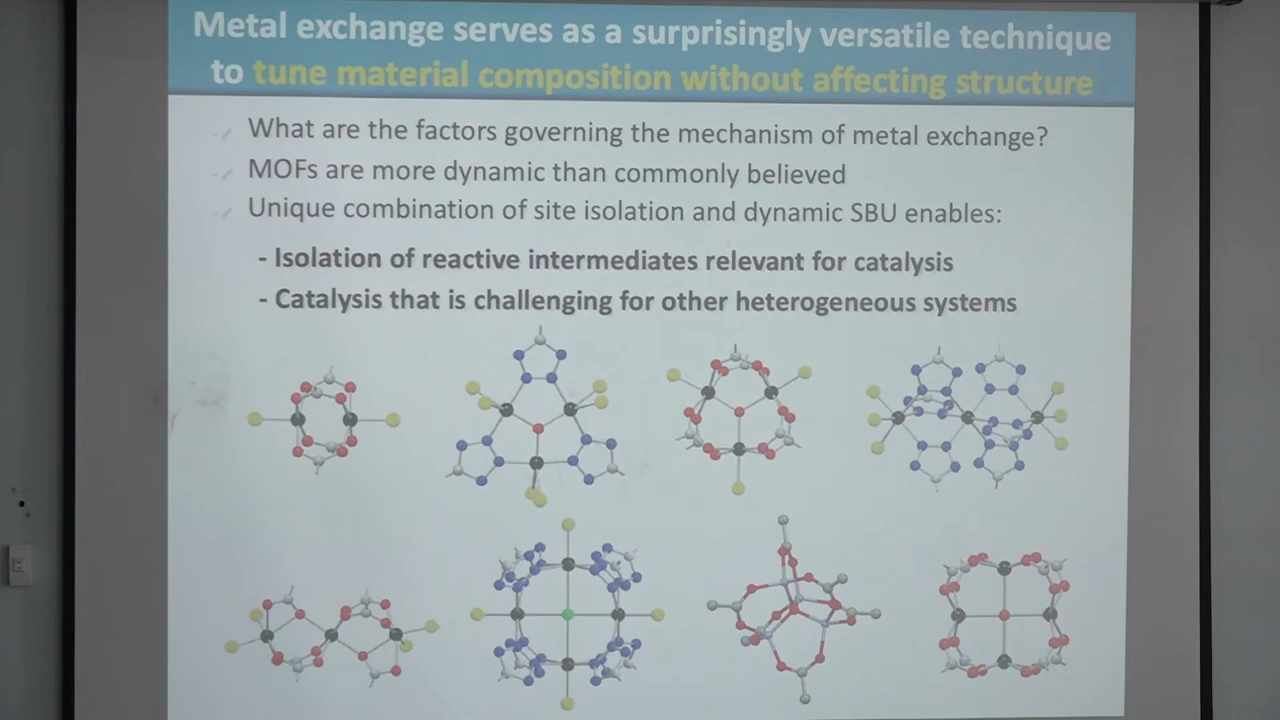 Metal exchange serves as a surprisingly versatile technique
to tune material composition without affecting structure
What are the factors governing the mechanism of metal exchange?
MOFs are more dynamic than commonly believed
Unique combination of site isolation and dynamic SBU enables:
- Isolation of reactive intermediates relevant for catalysis
- Catalysis that is challenging for other heterogeneous systems